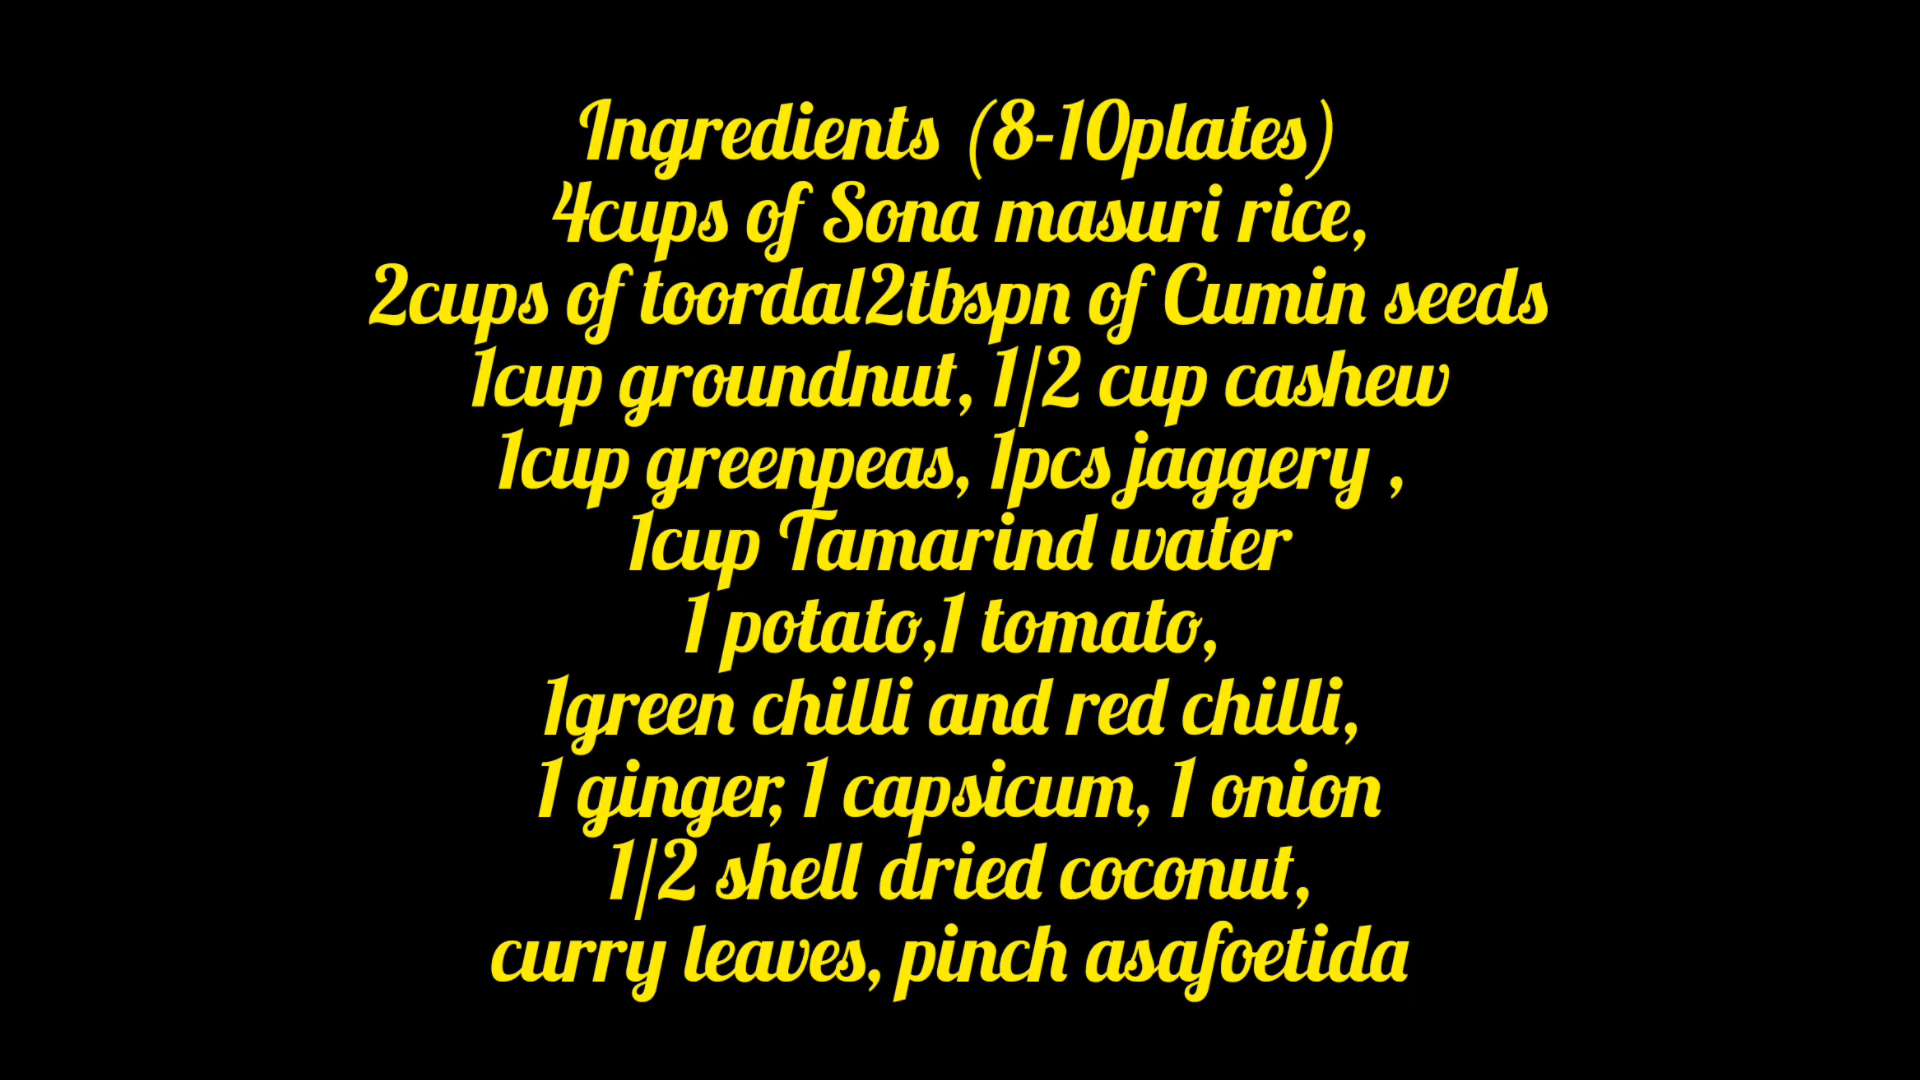 Ingredients (8-10plates)
4cups of Sona masuri rice,
2cups of toordal2tbspn of Cumin seeds
1cup groundnut, 1/2 cup cashew
1cup greenpeas, 1pcs jaggery ,
1cup Tamarind water
1 potato,1 tomato,
1green chilli and red chilli,
1 ginger, 1 capsicum, 1 onion
1/2 shell dried coconut,
curry leaves, pinch asafoetida